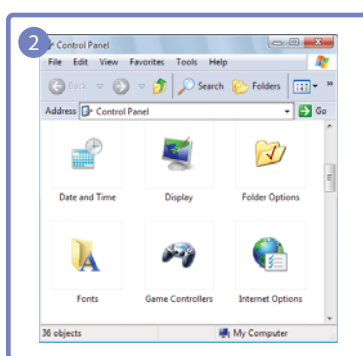 2
Control Panel
File Edit View Favorites Tools Help
Back Search Folders »
Address Control Panel Go
Date and Time Display Folder Options
Fonts Game Controllers Internet Options
36 objects My Computer